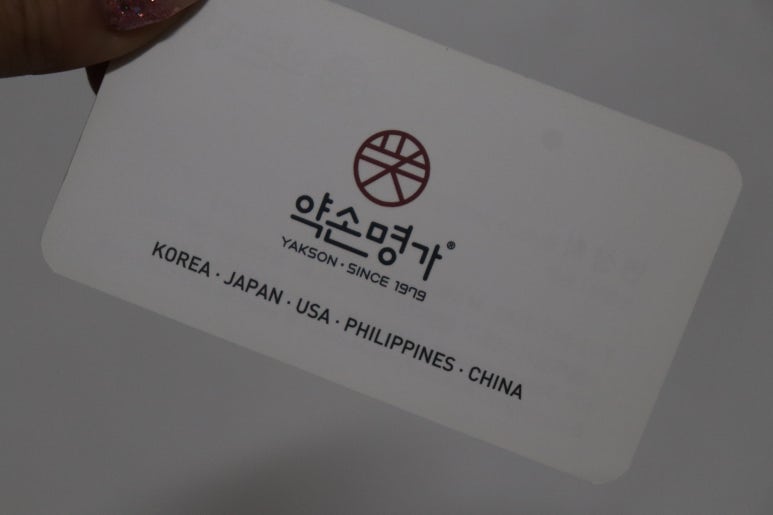 약손명가®
YAKSON · SINCE 1979
KOREA · JAPAN · USA · PHILIPPINES · CHINA